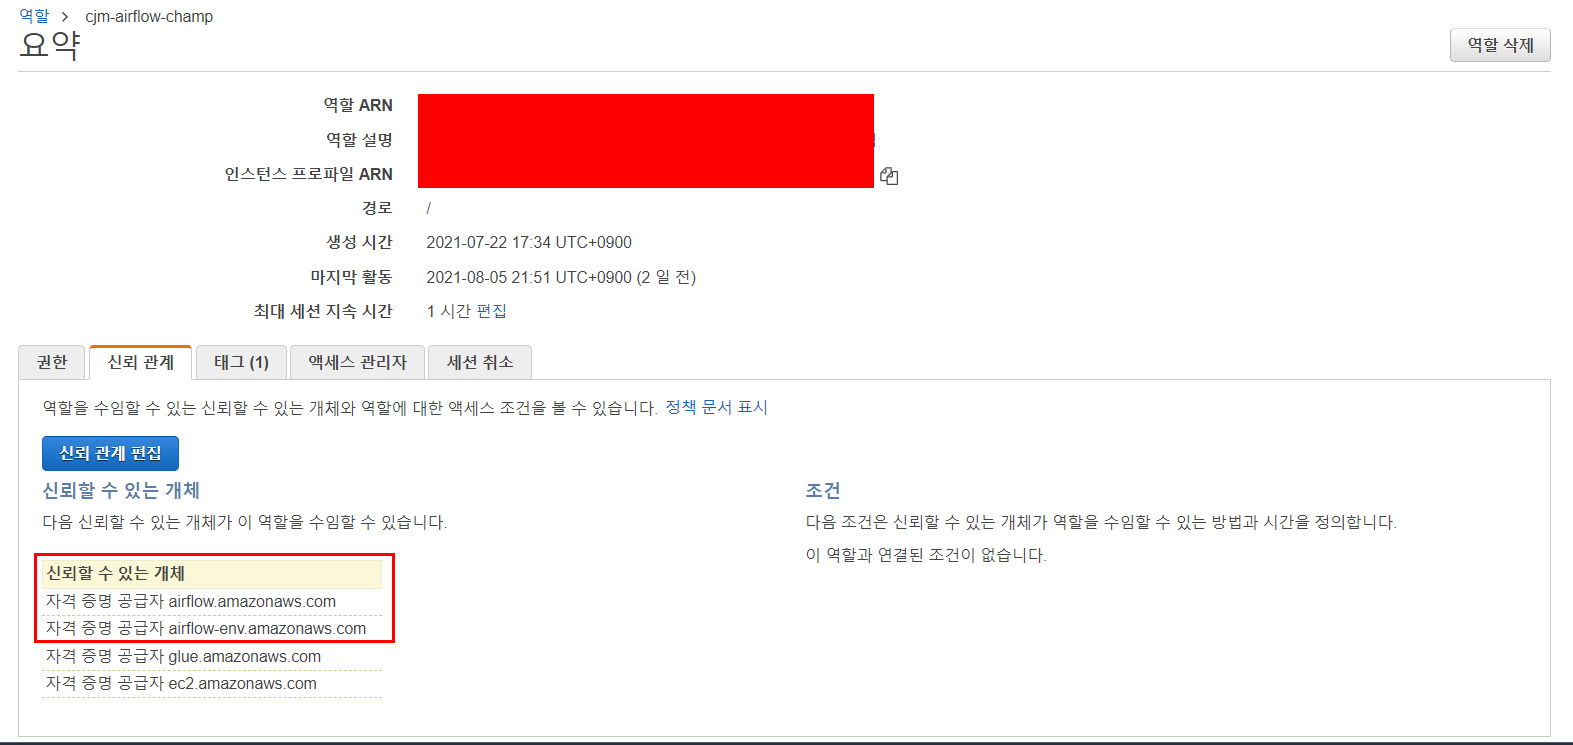 역할 > cjm-airflow-champ
요약
역할 삭제
역할 ARN
역할 설명
인스턴스 프로파일 ARN
경로 /
생성 시간 2021-07-22 17:34 UTC+0900
마지막 활동 2021-08-05 21:51 UTC+0900 (2 일 전)
최대 세션 지속 시간 1 시간 편집
권한 신뢰 관계 태그 (1) 액세스 관리자 세션 취소
역할을 수임할 수 있는 신뢰할 수 있는 개체와 역할에 대한 액세스 조건을 볼 수 있습니다. 정책 문서 표시
신뢰 관계 편집
신뢰할 수 있는 개체
다음 신뢰할 수 있는 개체가 이 역할을 수임할 수 있습니다.
신뢰할 수 있는 개체
자격 증명 공급자 airflow.amazonaws.com
자격 증명 공급자 airflow-env.amazonaws.com
자격 증명 공급자 glue.amazonaws.com
자격 증명 공급자 ec2.amazonaws.com
조건
다음 조건은 신뢰할 수 있는 개체가 역할을 수임할 수 있는 방법과 시간을 정의합니다.
이 역할과 연결된 조건이 없습니다.